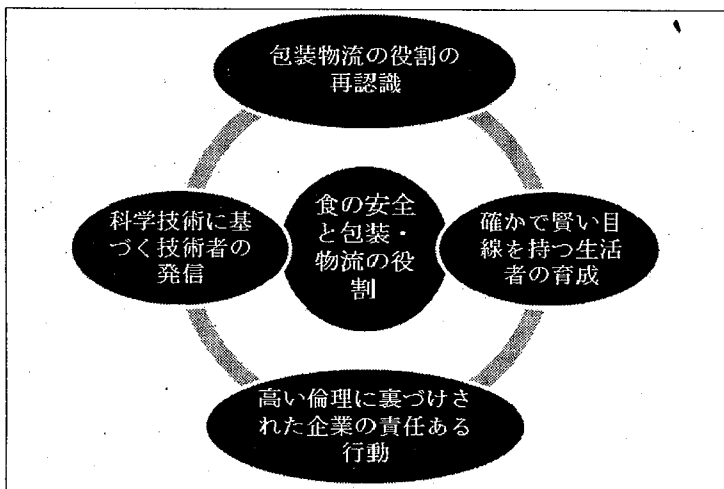 包装物流の役割の
再認識
科学技術に基
づく技術者の
発信
食の安全
と包装・
物流の役
割
確かで賢い目
線を持つ生活
者の育成
高い倫理に裏づけさ
れた企業の責任ある
行動